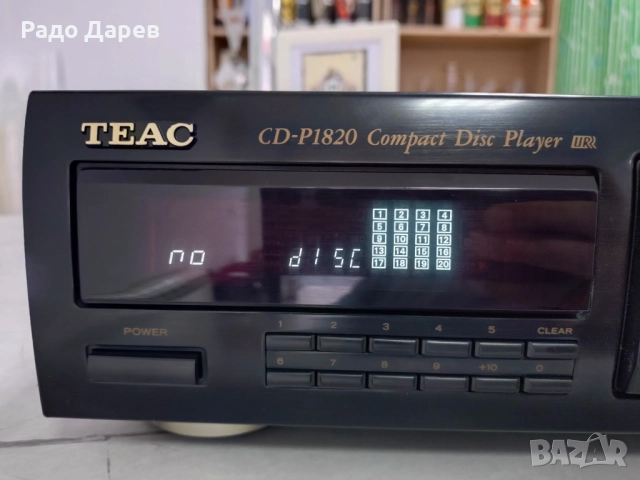 Радо Дарев
TEAC
CD-P1820 Compact Disc Player UR
no disc
1 2 3 4
5 6 7 8
9 10 11 12
13 14 15 16
17 18 19 20
POWER
1 2 3 4 5 CLEAR
6 7 8 9 +10 0
BAZAR